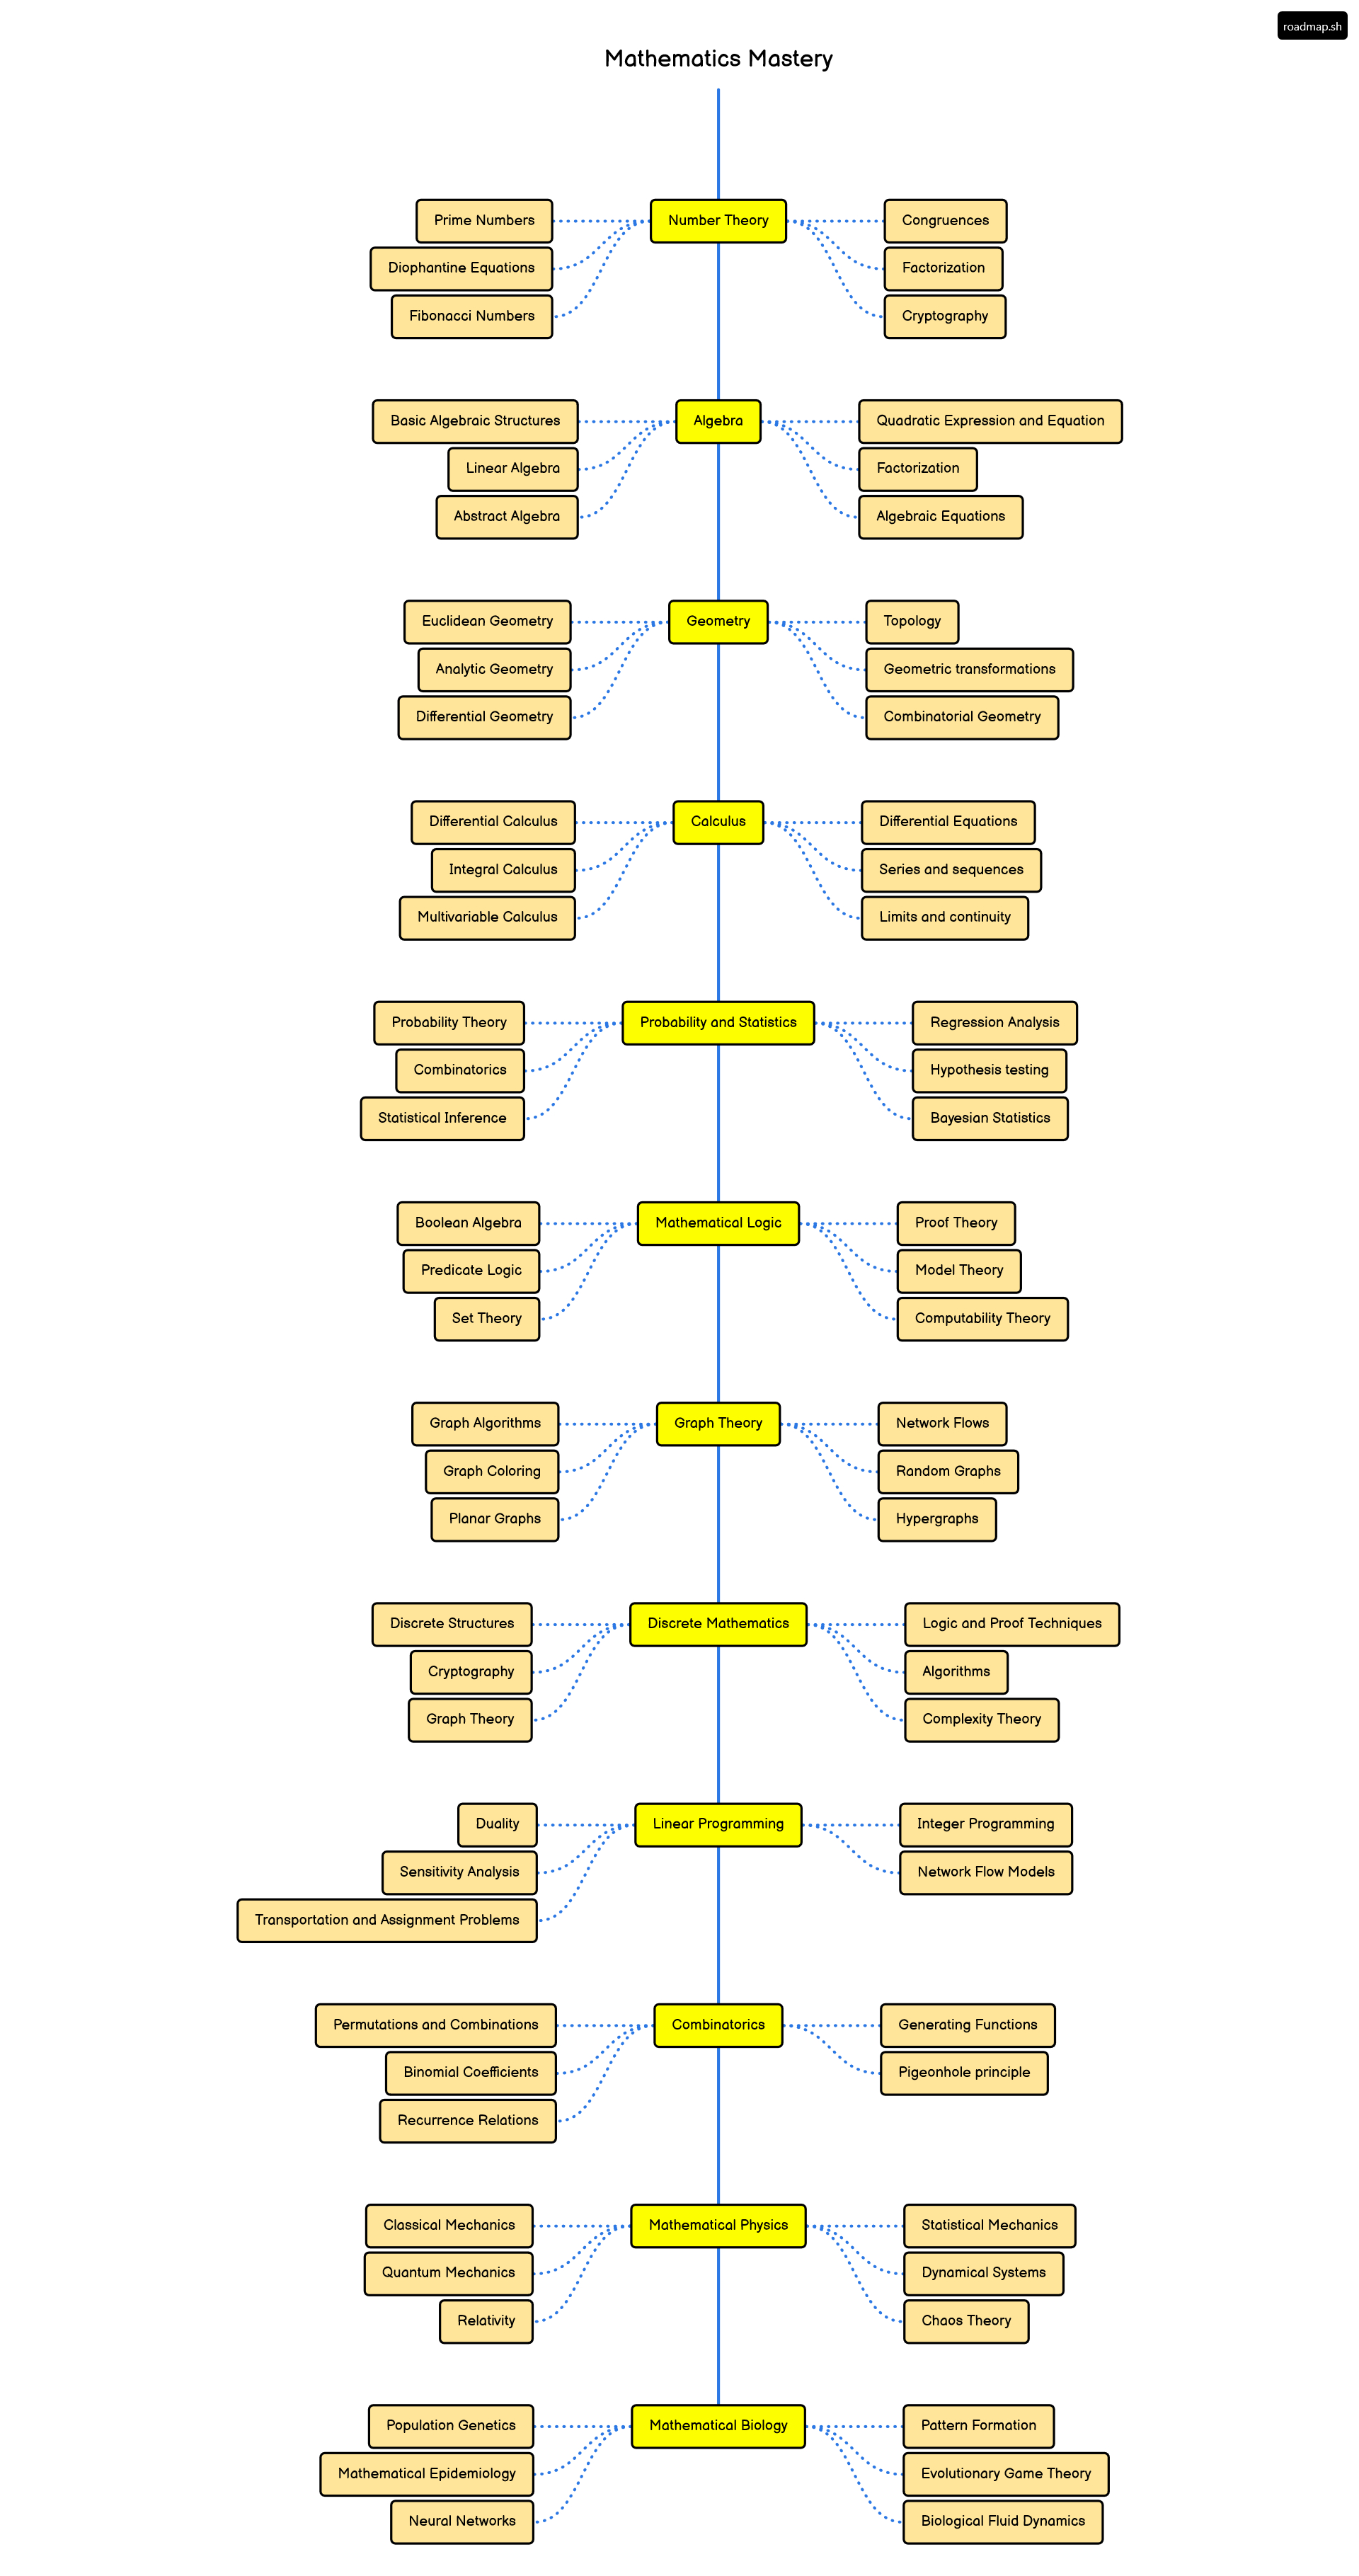 roadmap.sh
Mathematics Mastery
Number Theory
Prime Numbers
Diophantine Equations
Fibonacci Numbers
Congruences
Factorization
Cryptography
Algebra
Basic Algebraic Structures
Linear Algebra
Abstract Algebra
Quadratic Expression and Equation
Factorization
Algebraic Equations
Geometry
Euclidean Geometry
Analytic Geometry
Differential Geometry
Topology
Geometric transformations
Combinatorial Geometry
Calculus
Differential Calculus
Integral Calculus
Multivariable Calculus
Differential Equations
Series and sequences
Limits and continuity
Probability and Statistics
Probability Theory
Combinatorics
Statistical Inference
Regression Analysis
Hypothesis testing
Bayesian Statistics
Mathematical Logic
Boolean Algebra
Predicate Logic
Set Theory
Proof Theory
Model Theory
Computability Theory
Graph Theory
Graph Algorithms
Graph Coloring
Planar Graphs
Network Flows
Random Graphs
Hypergraphs
Discrete Mathematics
Discrete Structures
Cryptography
Graph Theory
Logic and Proof Techniques
Algorithms
Complexity Theory
Linear Programming
Duality
Sensitivity Analysis
Transportation and Assignment Problems
Integer Programming
Network Flow Models
Combinatorics
Permutations and Combinations
Binomial Coefficients
Recurrence Relations
Generating Functions
Pigeonhole principle
Mathematical Physics
Classical Mechanics
Quantum Mechanics
Relativity
Statistical Mechanics
Dynamical Systems
Chaos Theory
Mathematical Biology
Population Genetics
Mathematical Epidemiology
Neural Networks
Pattern Formation
Evolutionary Game Theory
Biological Fluid Dynamics